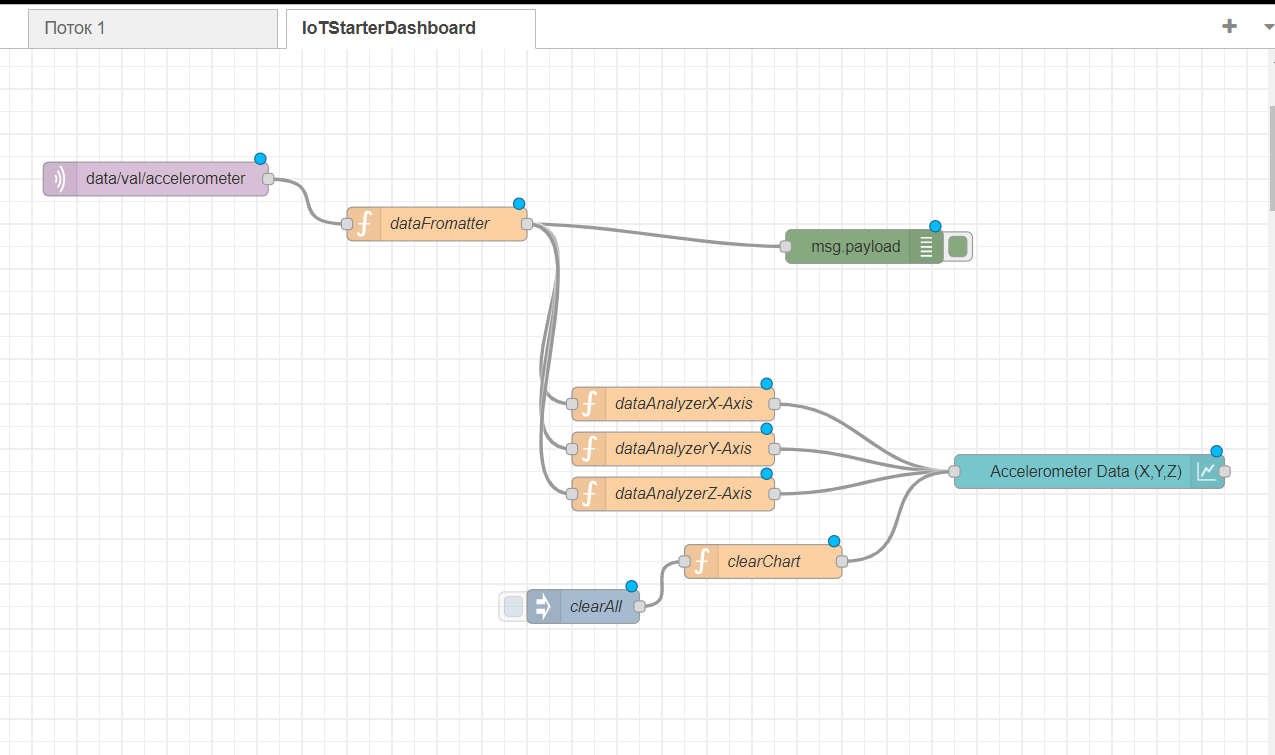 Поток 1
IoTStarterDashboard
data/val/accelerometer
dataFromatter
msg.payload
dataAnalyzerX-Axis
dataAnalyzerY-Axis
Accelerometer Data (X,Y,Z)
dataAnalyzerZ-Axis
clearChart
clearAll